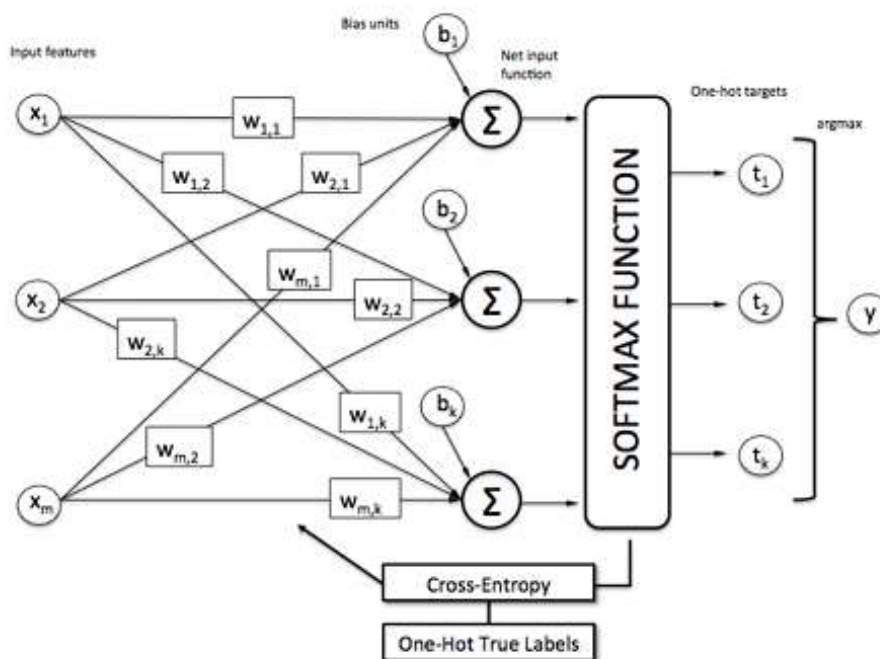 Bias units
b1
Input features
Net input
function
One-hot targets
argmax
x1
w1,1
Σ
w1,2
w2,1
t1
b2
wm,1
x2
w2,2
Σ
SOFTMAX FUNCTION
t2
y
w2,k
bk
w1,k
wm,2
tk
xm
wm,k
Σ
Cross-Entropy
One-Hot True Labels